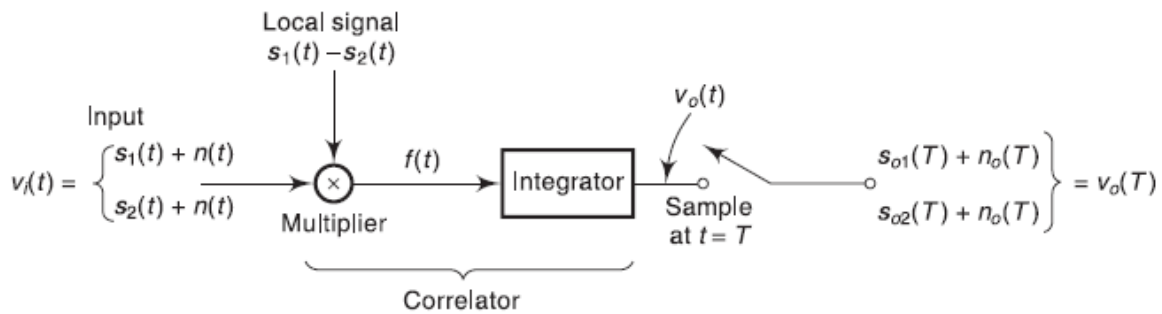 Local signal
s₁(t) – s₂(t)
vₒ(t)
Input
s₁(t) + n(t)
f(t)
sₒ₁(T) + nₒ(T)
vᵢ(t) =
×
Integrator
= vₒ(T)
s₂(t) + n(t)
Multiplier
Sample
at t = T
sₒ₂(T) + nₒ(T)
Correlator